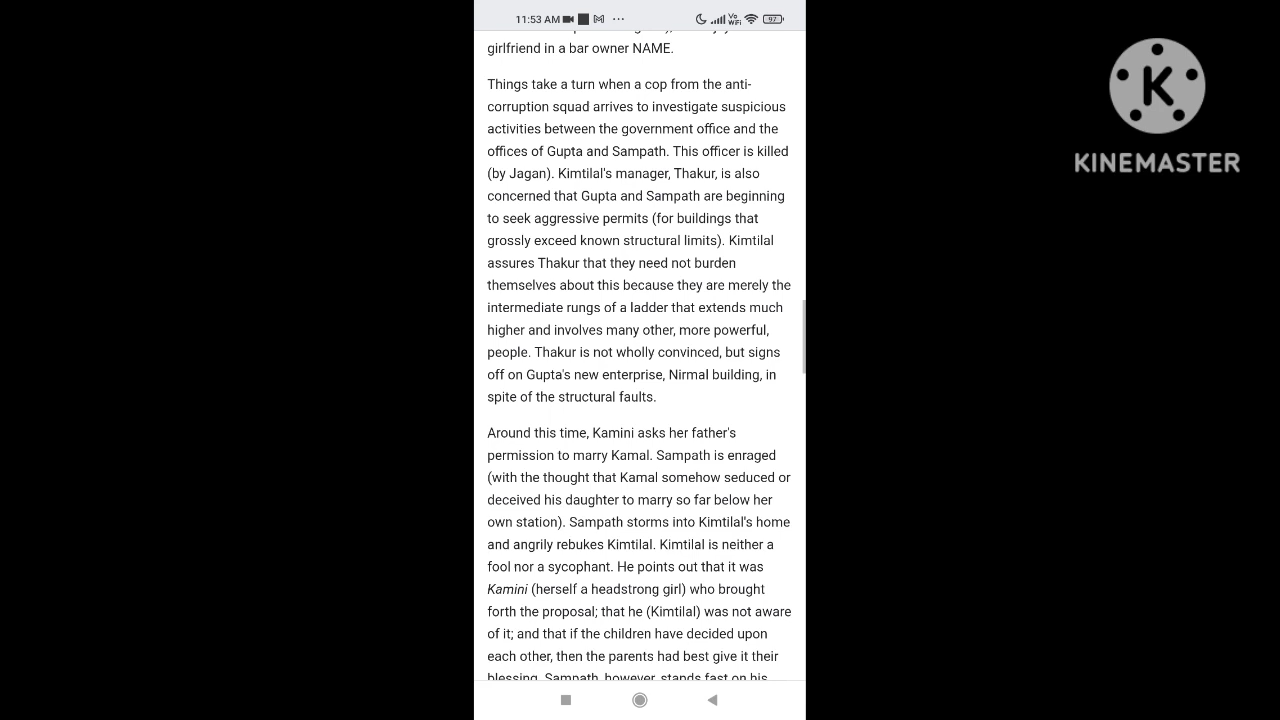 11:53 AM
Vo
WiFi
97
girlfriend in a bar owner NAME.
Things take a turn when a cop from the anti-
corruption squad arrives to investigate suspicious
activities between the government office and the
offices of Gupta and Sampath. This officer is killed
(by Jagan). Kimtilal's manager, Thakur, is also
concerned that Gupta and Sampath are beginning
to seek aggressive permits (for buildings that
grossly exceed known structural limits). Kimtilal
assures Thakur that they need not burden
themselves about this because they are merely the
intermediate rungs of a ladder that extends much
higher and involves many other, more powerful,
people. Thakur is not wholly convinced, but signs
off on Gupta's new enterprise, Nirmal building, in
spite of the structural faults.
Around this time, Kamini asks her father's
permission to marry Kamal. Sampath is enraged
(with the thought that Kamal somehow seduced or
deceived his daughter to marry so far below her
own station). Sampath storms into Kimtilal's home
and angrily rebukes Kimtilal. Kimtilal is neither a
fool nor a sycophant. He points out that it was
Kamini (herself a headstrong girl) who brought
forth the proposal; that he (Kimtilal) was not aware
of it; and that if the children have decided upon
each other, then the parents had best give it their
blessing. Sampath, however, stands fast on his
K
KINEMASTER